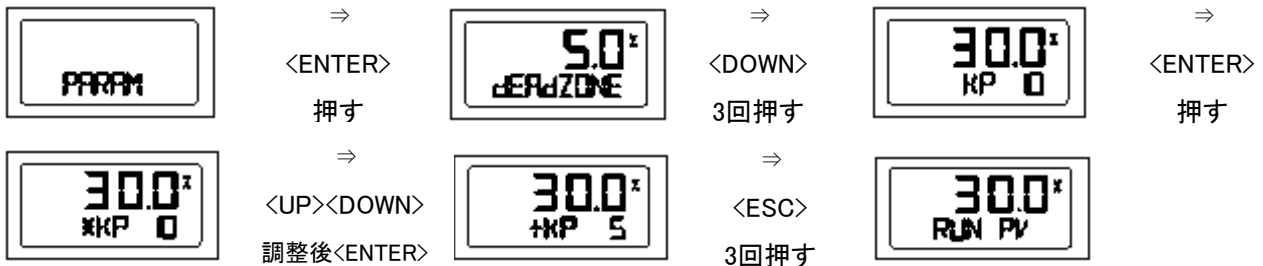 ⇒ ⇒ ⇒
PARAM <ENTER> 5.0% <DOWN> 30.0% <ENTER>
押す dEAdZONE 3回押す KP 10 押す
⇒ ⇒
30.0% <UP><DOWN> 30.0% <ESC> 30.0%
*KP 10 調整後<ENTER> +KP 5 3回押す RUN PV